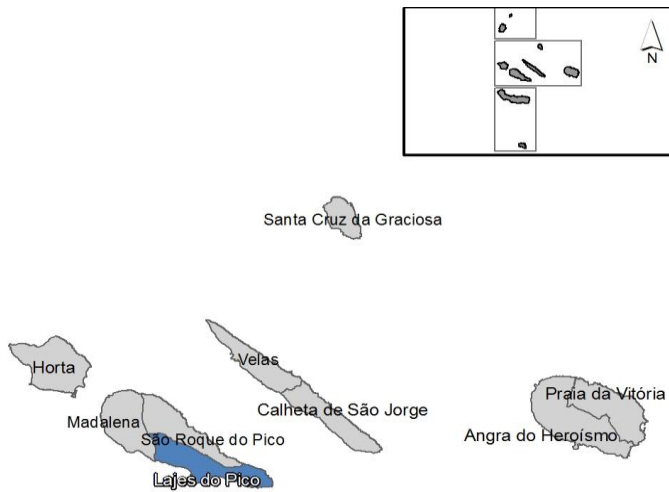 N
Santa Cruz da Graciosa
Horta
Velas
Calheta de São Jorge
Praia da Vitória
Angra do Heroísmo
Madalena
São Roque do Pico
Lajes do Pico